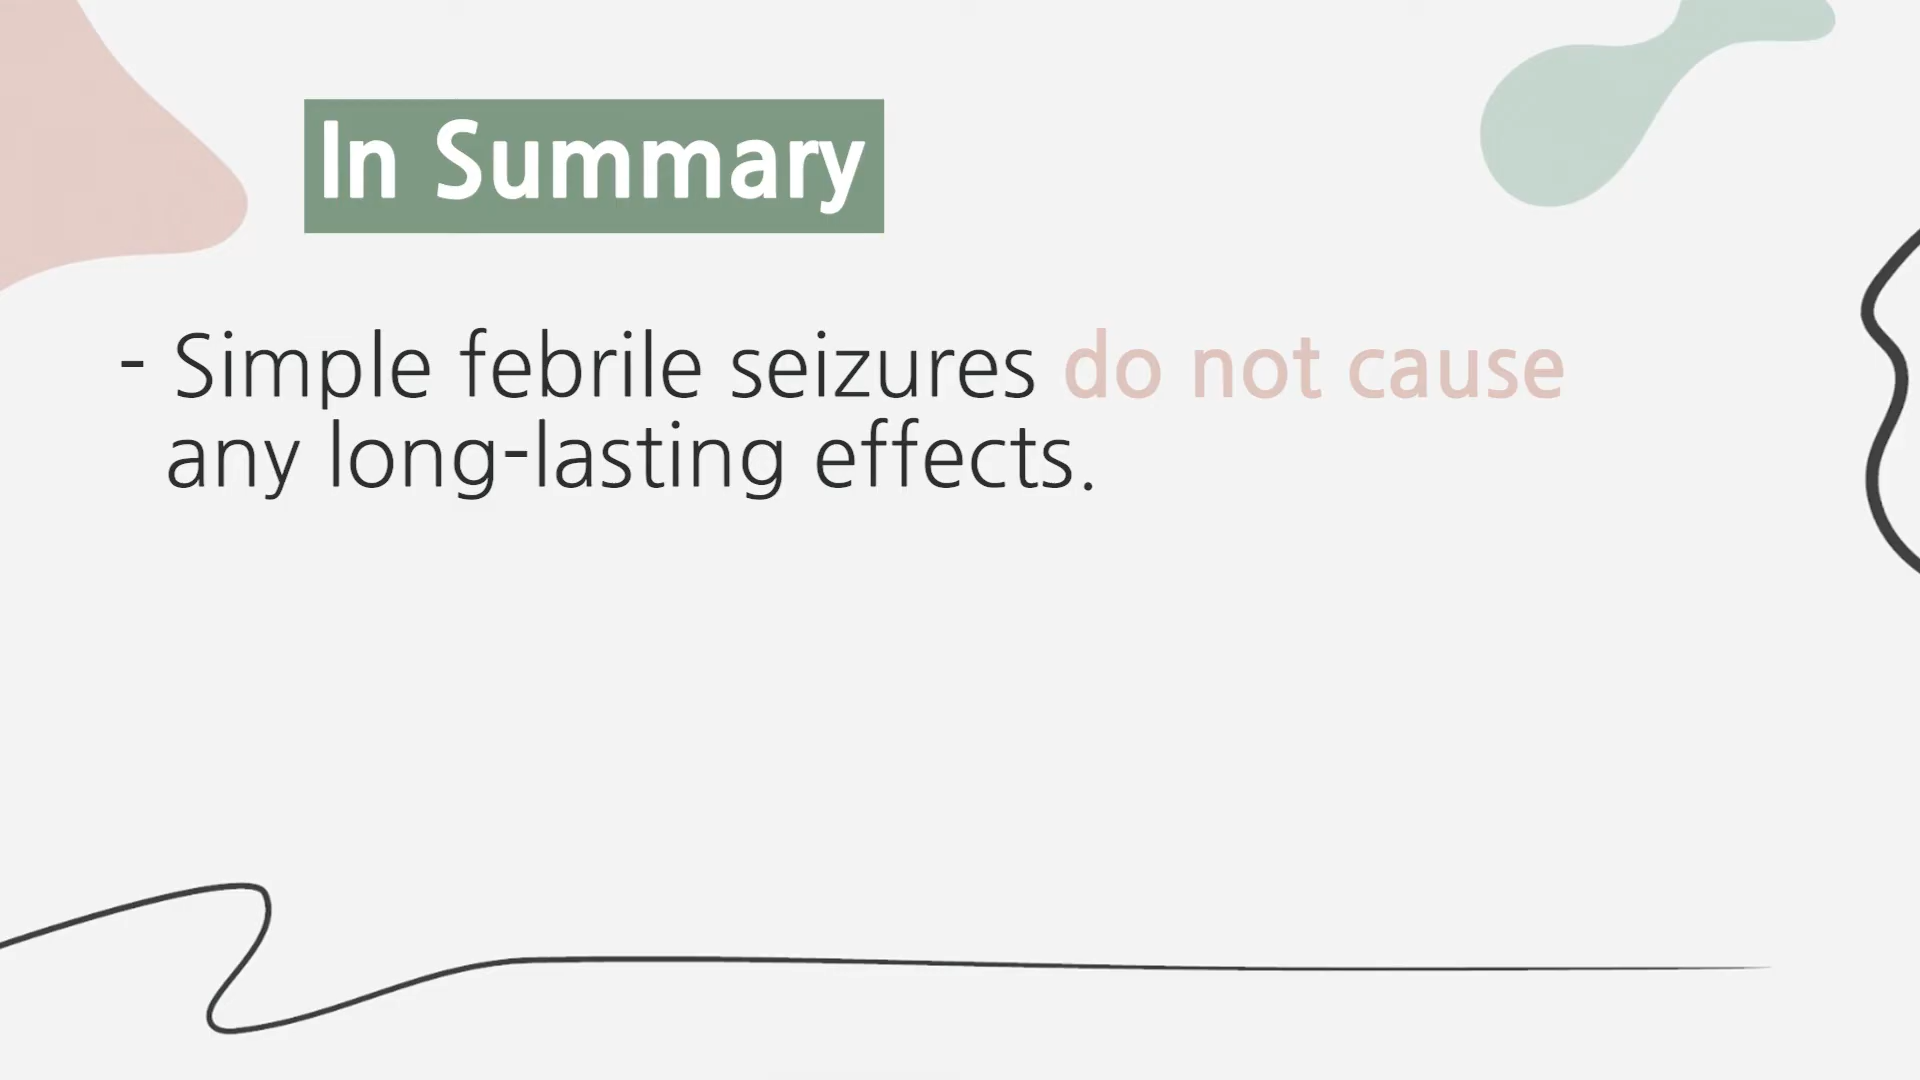 In Summary
- Simple febrile seizures do not cause
any long-lasting effects.